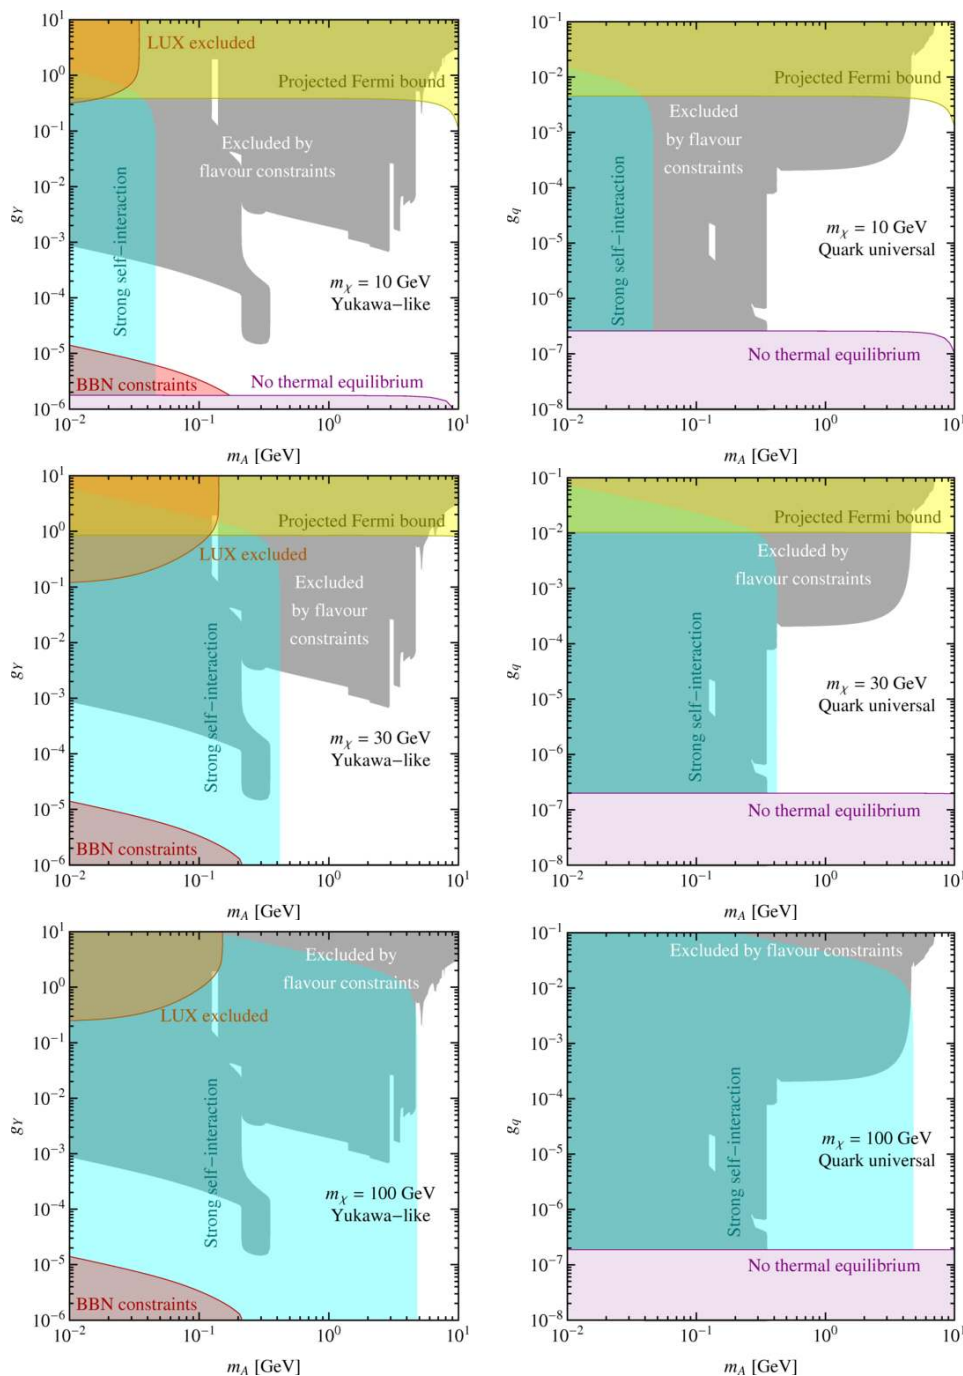 10^1
10^0
10^-1
10^-2
10^-3
10^-4
10^-5
10^-6
g_Y
LUX excluded
Projected Fermi bound
Excluded by
flavour constraints
Strong self−interaction
m_χ = 10 GeV
Yukawa−like
BBN constraints
No thermal equilibrium
10^-2
10^-1
10^0
10^1
m_A [GeV]
10^-1
10^-2
10^-3
10^-4
10^-5
10^-6
10^-7
10^-8
g_q
Projected Fermi bound
Excluded
by flavour
constraints
Strong self−interaction
m_χ = 10 GeV
Quark universal
No thermal equilibrium
10^-2
10^-1
10^0
10^1
m_A [GeV]
10^1
10^0
10^-1
10^-2
10^-3
10^-4
10^-5
10^-6
g_Y
Projected Fermi bound
LUX excluded
Excluded
by flavour
constraints
Strong self−interaction
m_χ = 30 GeV
Yukawa−like
BBN constraints
10^-2
10^-1
10^0
10^1
m_A [GeV]
10^-1
10^-2
10^-3
10^-4
10^-5
10^-6
10^-7
10^-8
g_q
Projected Fermi bound
Excluded by
flavour constraints
Strong self−interaction
m_χ = 30 GeV
Quark universal
No thermal equilibrium
10^-2
10^-1
10^0
10^1
m_A [GeV]
10^1
10^0
10^-1
10^-2
10^-3
10^-4
10^-5
10^-6
g_Y
Excluded by
flavour constraints
LUX excluded
Strong self−interaction
m_χ = 100 GeV
Yukawa−like
BBN constraints
10^-2
10^-1
10^0
10^1
m_A [GeV]
10^-1
10^-2
10^-3
10^-4
10^-5
10^-6
10^-7
10^-8
g_q
Excluded by flavour constraints
Strong self−interaction
m_χ = 100 GeV
Quark universal
No thermal equilibrium
10^-2
10^-1
10^0
10^1
m_A [GeV]